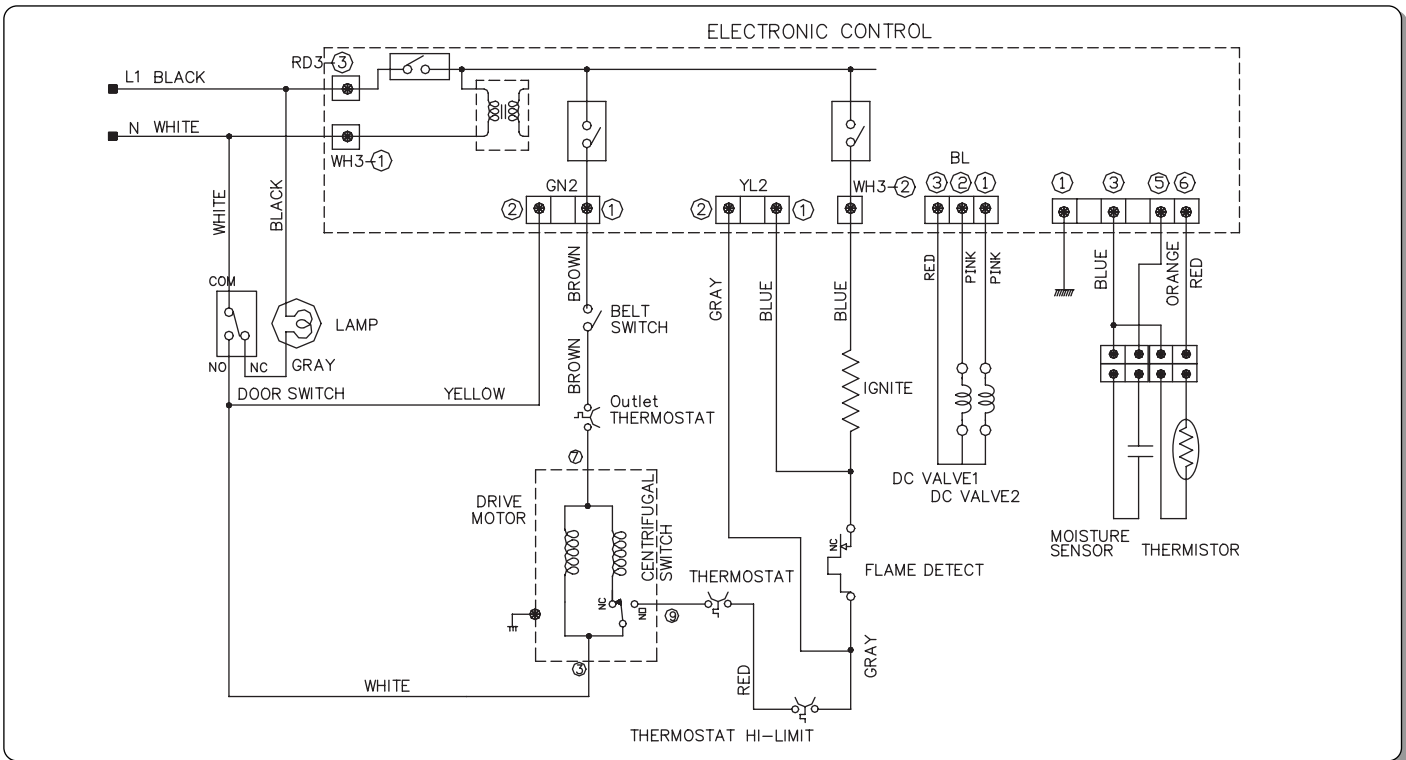 ELECTRONIC CONTROL
RD3-③
L1 BLACK
N WHITE
WH3-①
BL
GN2
YL2
WH3-②
③ ② ①
① ③ ⑤ ⑥
② ①
② ①
WHITE
BLACK
BROWN
GRAY
BLUE
BLUE
RED
PINK
PINK
BLUE
ORANGE
RED
COM
LAMP
BELT
SWITCH
NO
NC
GRAY
DOOR SWITCH
YELLOW
BROWN
IGNITE
Outlet
THERMOSTAT
⑦
DC VALVE1
DC VALVE2
DRIVE
MOTOR
CENTRIFUGAL
SWITCH
MOISTURE
SENSOR
THERMISTOR
NC
FLAME DETECT
THERMOSTAT
NC
NO
⑨
③
WHITE
RED
GRAY
THERMOSTAT HI-LIMIT